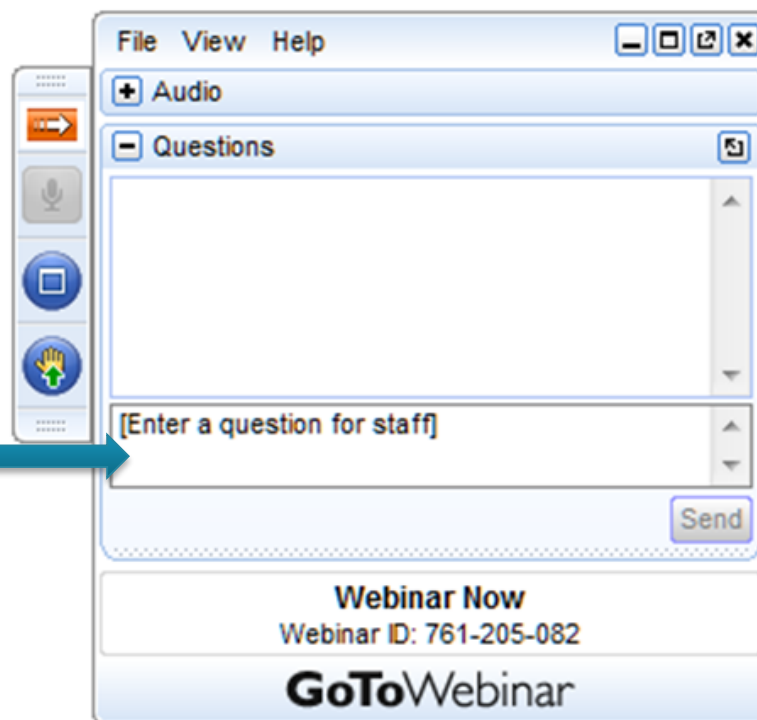 File View Help
Audio
Questions
[Enter a question for staff]
Send
Webinar Now
Webinar ID: 761-205-082
GoToWebinar